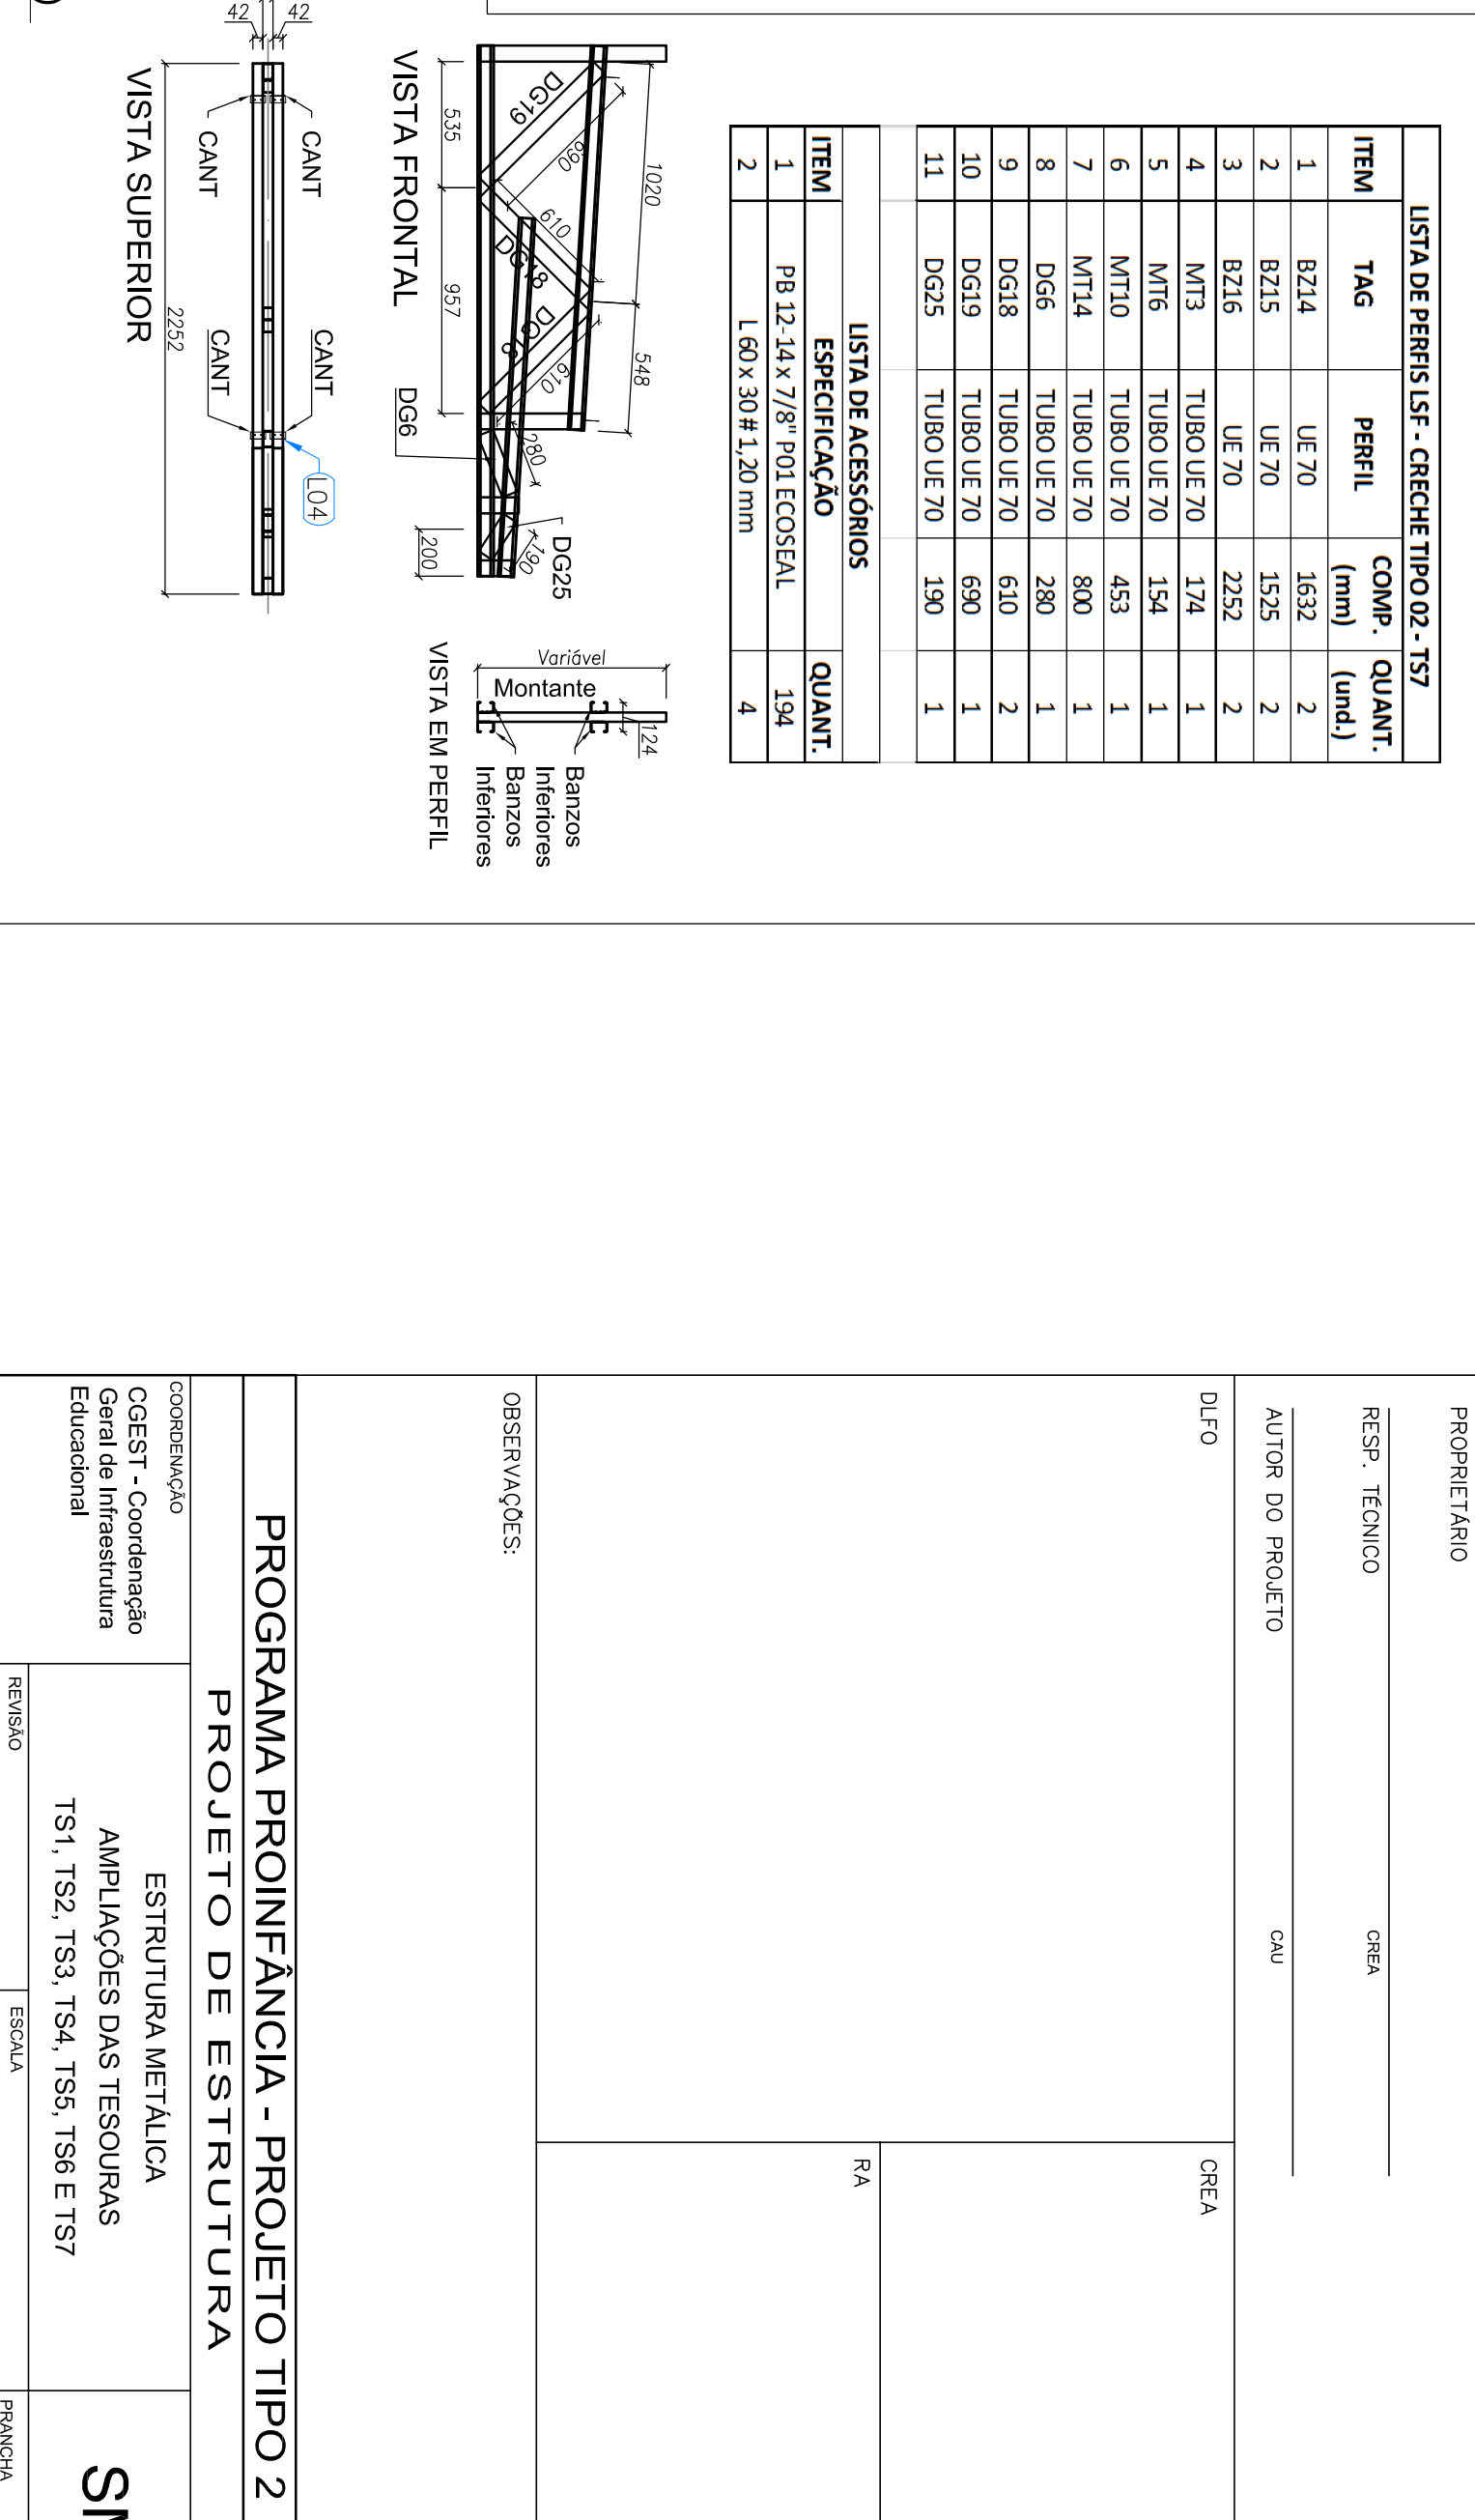 LISTA DE PERFIS LSF - CRECHE TIPO 02 - TS7
ITEM TAG PERFIL COMP. (mm) QUANT. (und.)
1 BZ14 UE 70 1632 2
2 BZ15 UE 70 1525 2
3 BZ16 UE 70 2252 2
4 MT3 TUBO UE 70 174 1
5 MT6 TUBO UE 70 154 1
6 MT10 TUBO UE 70 453 1
7 MT14 TUBO UE 70 800 1
8 DG6 TUBO UE 70 280 1
9 DG18 TUBO UE 70 610 2
10 DG19 TUBO UE 70 690 1
11 DG25 TUBO UE 70 190 1
LISTA DE ACESSÓRIOS
ITEM ESPECIFICAÇÃO QUANT.
1 PB 12-14 x 7/8" P01 ECOSEAL 194
2 L 60 x 30 # 1,20 mm 4
1020
548
DG19
690
610
DG18
DG18
610
280
190
DG25
535
957
DG6
200
VISTA FRONTAL
Variável
Montante
124
Banzos
Inferiores
Banzos
Inferiores
VISTA EM PERFIL
42
42
CANT
CANT
CANT
CANT
L04
2252
VISTA SUPERIOR
PROPRIETÁRIO
RESP. TÉCNICO CREA
AUTOR DO PROJETO CAU
DLFO
CREA
RA
OBSERVAÇÕES:
PROGRAMA PROINFÂNCIA - PROJETO TIPO 2
PROJETO DE ESTRUTURA
COORDENAÇÃO
CGEST - Coordenação
Geral de Infraestrutura
Educacional
ESTRUTURA METÁLICA
AMPLIAÇÕES DAS TESOURAS
TS1, TS2, TS3, TS4, TS5, TS6 E TS7
REVISÃO
ESCALA
PRANCHA